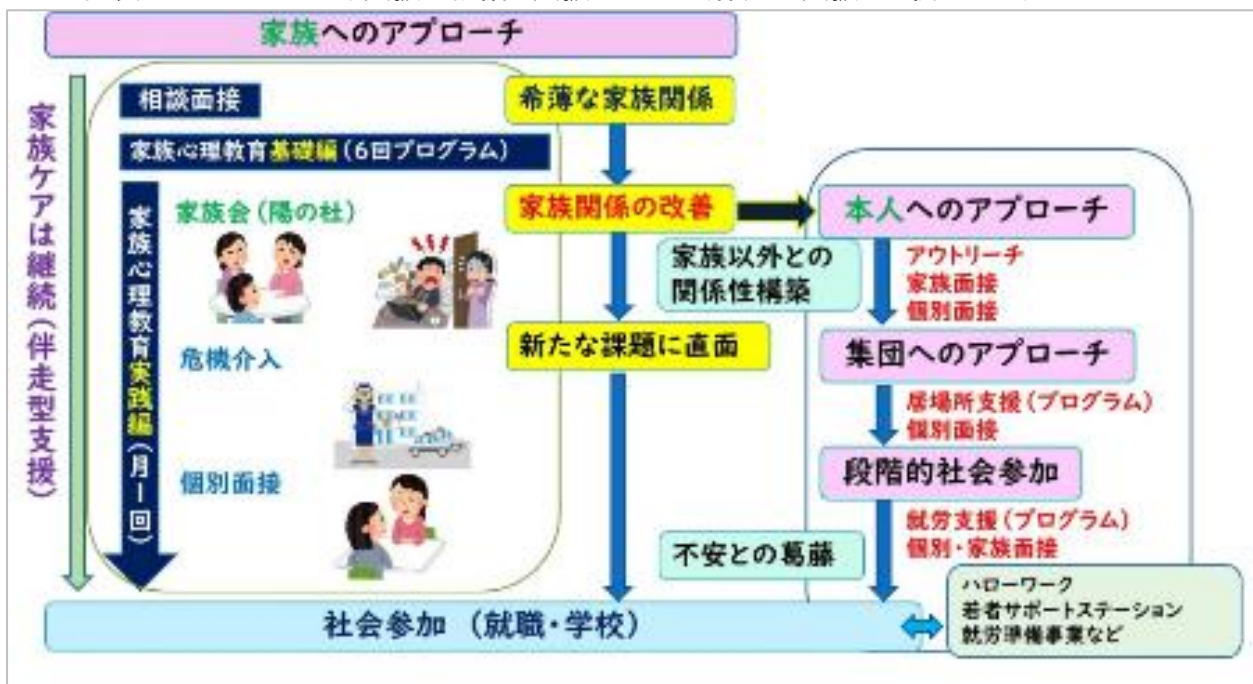 家族へのアプローチ
家族ケアは継続(伴走型支援)
相談面接
家族心理教育基礎編(6回プログラム)
家族心理教育実践編(月1回)
家族会(陽の杜)
危機介入
個別面接
希薄な家族関係
家族関係の改善
新たな課題に直面
家族以外との
関係性構築
不安との葛藤
本人へのアプローチ
アウトリーチ
家族面接
個別面接
集団へのアプローチ
居場所支援(プログラム)
個別面接
段階的社会参加
就労支援(プログラム)
個別・家族面接
社会参加 (就職・学校)
ハローワーク
若者サポートステーション
就労準備事業など